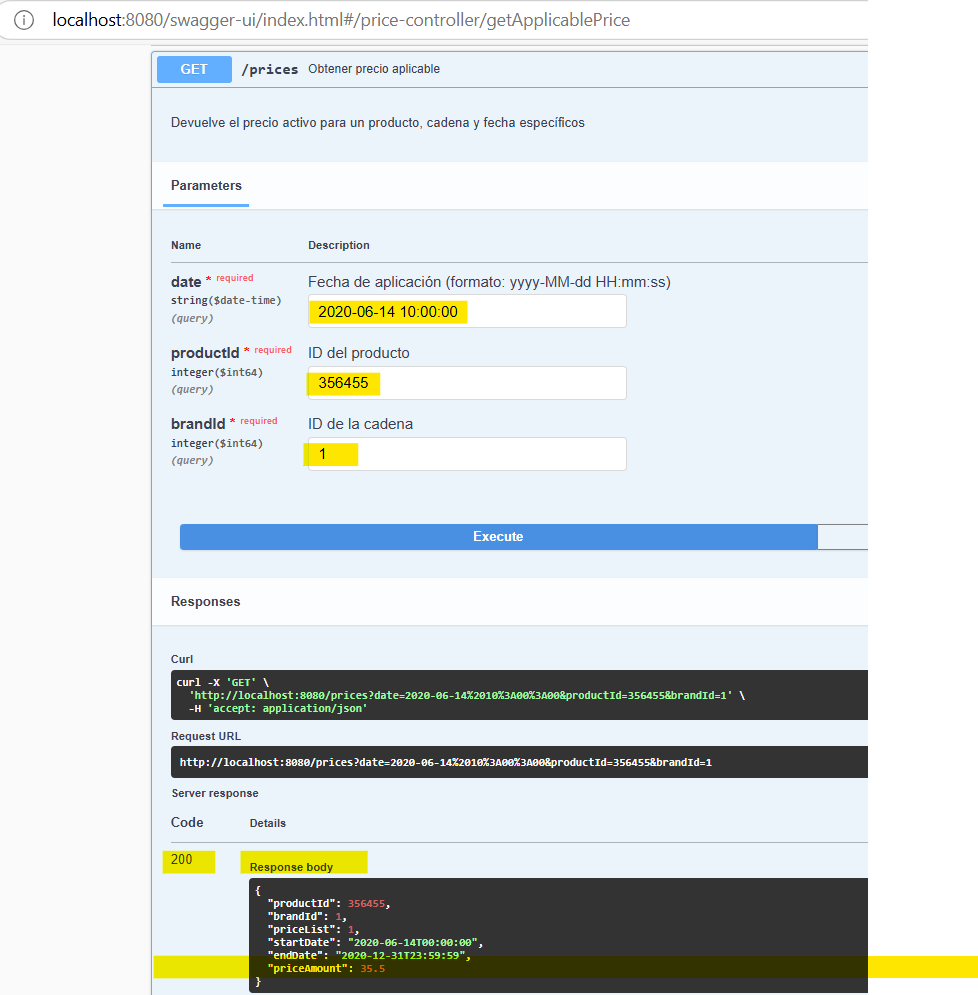 localhost:8080/swagger-ui/index.html#/price-controller/getApplicablePrice
GET /prices Obtener precio aplicable
Devuelve el precio activo para un producto, cadena y fecha específicos
Parameters
Name Description
date * required Fecha de aplicación (formato: yyyy-MM-dd HH:mm:ss)
string($date-time)
(query)
2020-06-14 10:00:00
productId * required ID del producto
integer($int64)
(query)
356455
brandId * required ID de la cadena
integer($int64)
(query)
1
Execute
Responses
Curl
curl -X 'GET' \
'http://localhost:8080/prices?date=2020-06-14%2010%3A00%3A00&productId=356455&brandId=1' \
-H 'accept: application/json'
Request URL
http://localhost:8080/prices?date=2020-06-14%2010%3A00%3A00&productId=356455&brandId=1
Server response
Code Details
200 Response body
{
"productId": 356455,
"brandId": 1,
"priceList": 1,
"startDate": "2020-06-14T00:00:00",
"endDate": "2020-12-31T23:59:59",
"priceAmount": 35.5
}